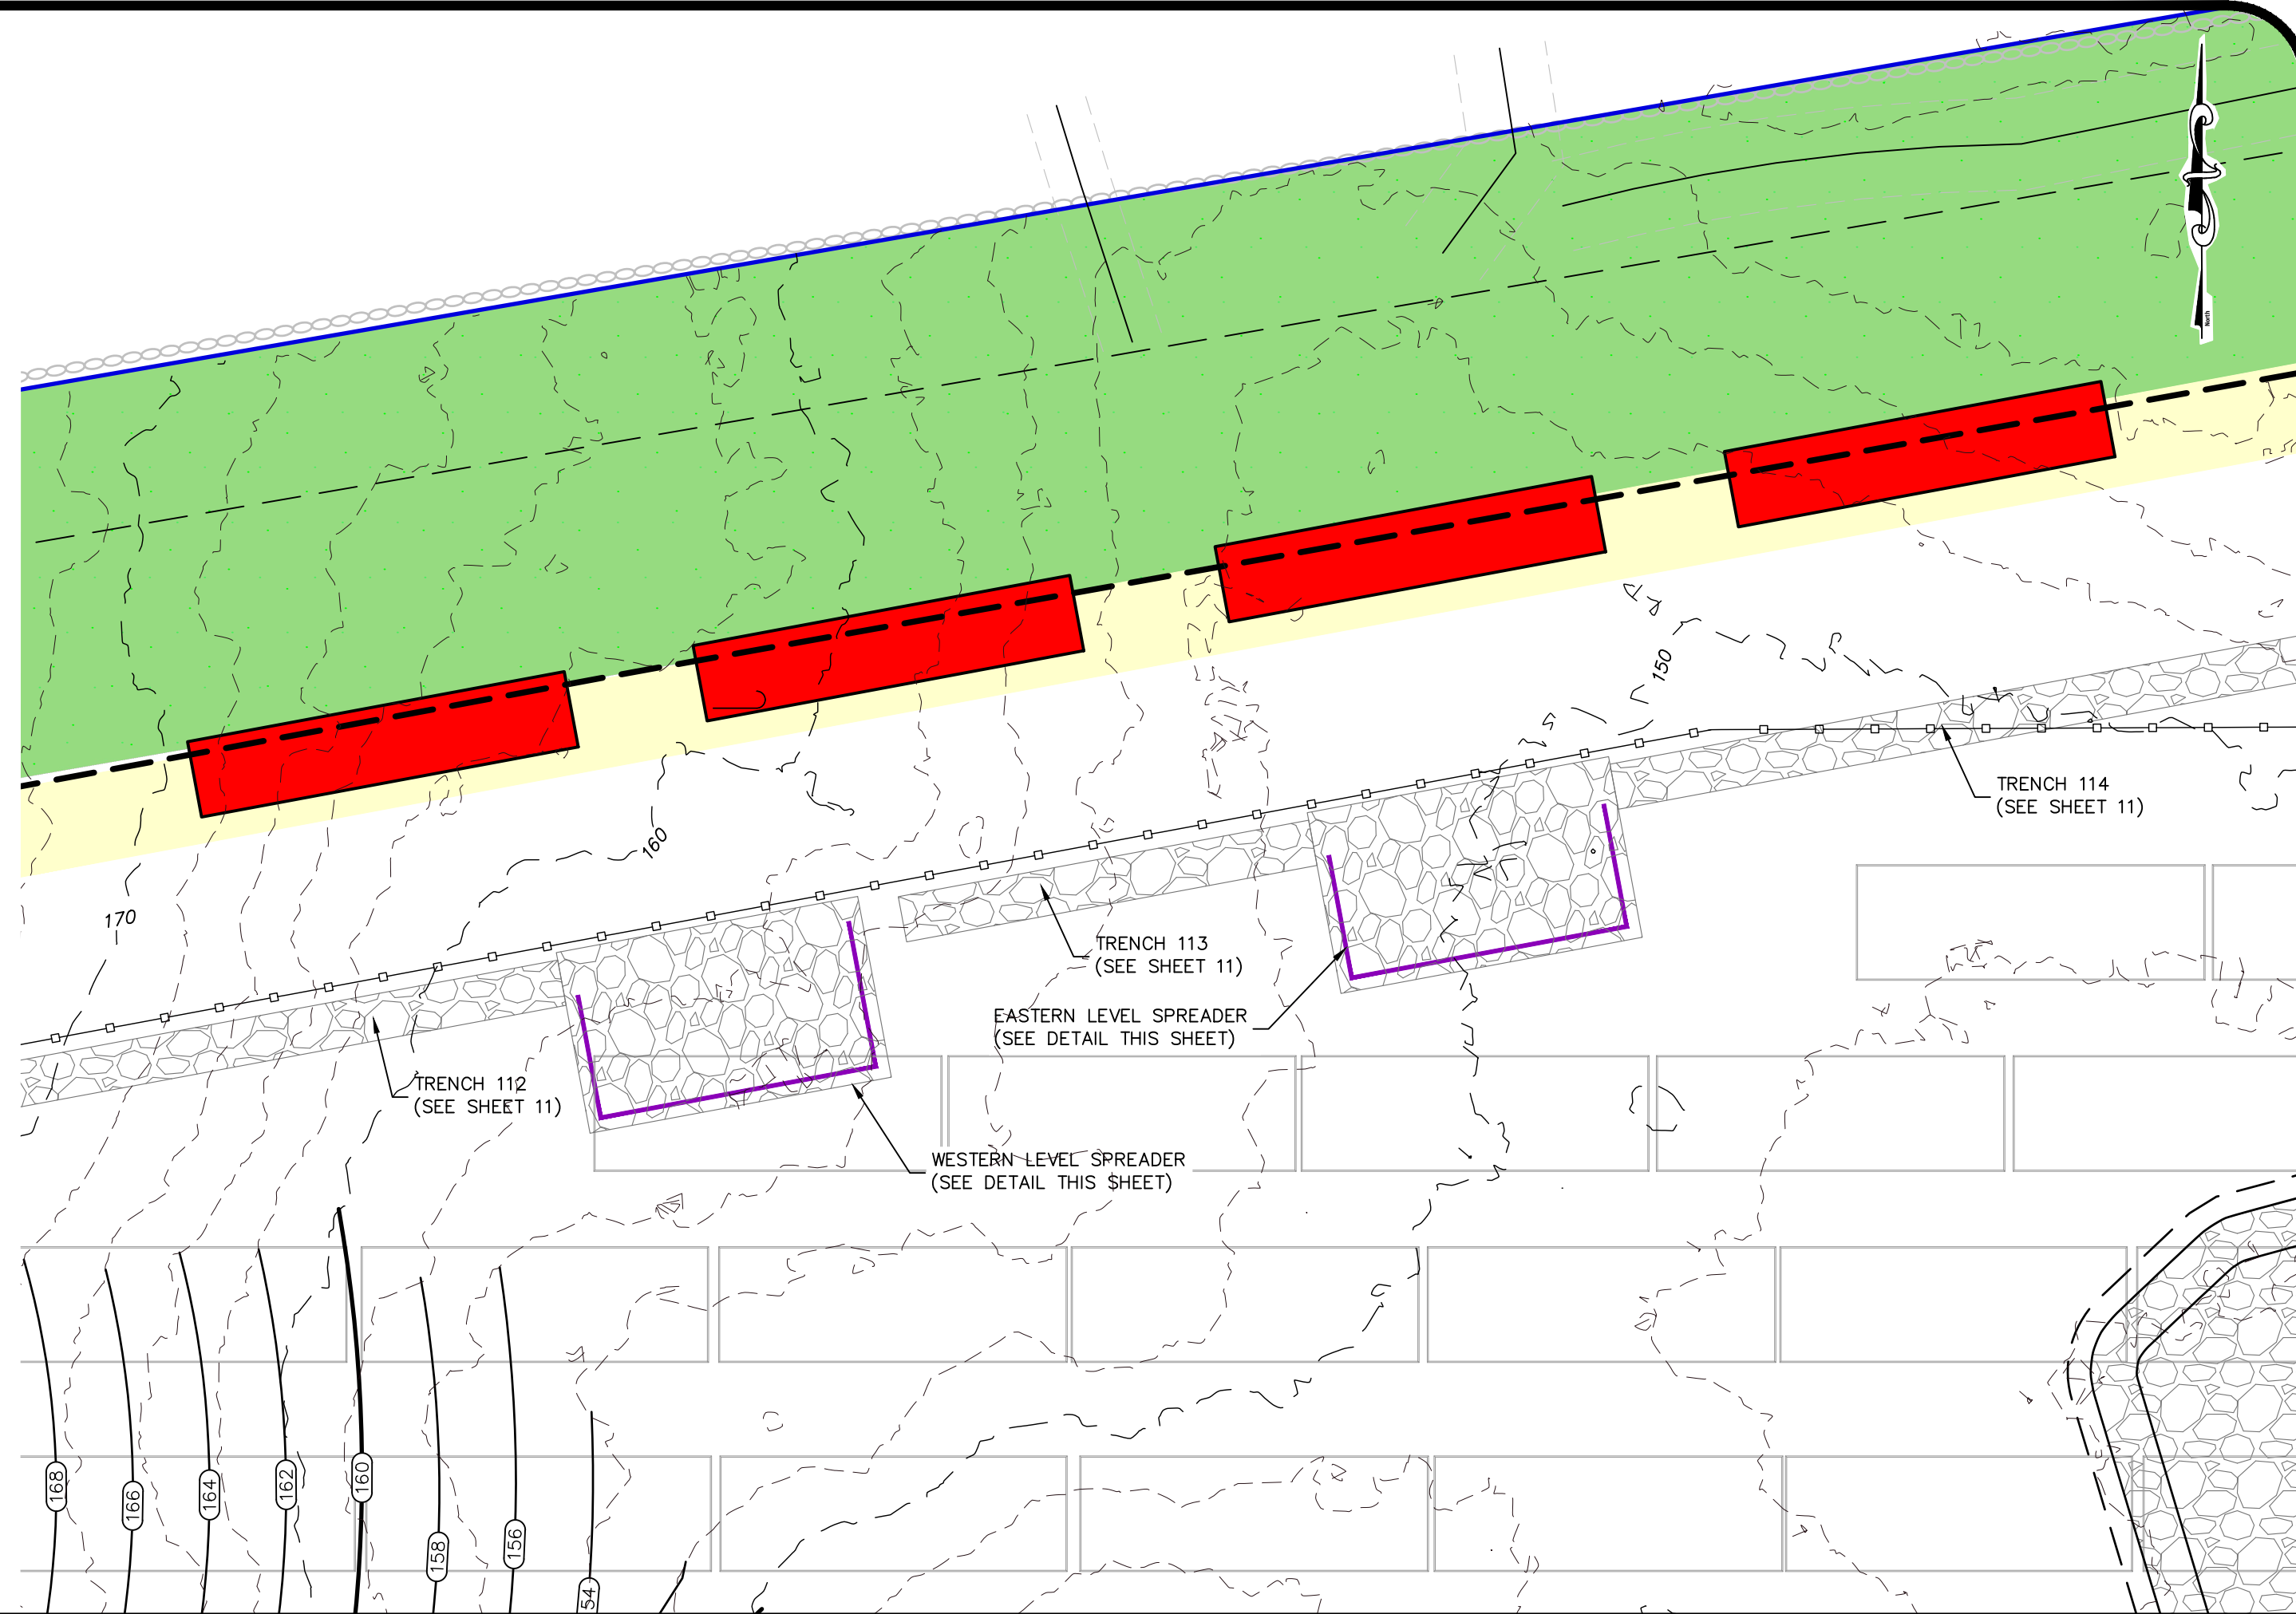 North
150
TRENCH 114
(SEE SHEET 11)
160
170
TRENCH 113
(SEE SHEET 11)
EASTERN LEVEL SPREADER
(SEE DETAIL THIS SHEET)
TRENCH 112
(SEE SHEET 11)
WESTERN LEVEL SPREADER
(SEE DETAIL THIS SHEET)
168
166
164
162
160
158
156
54